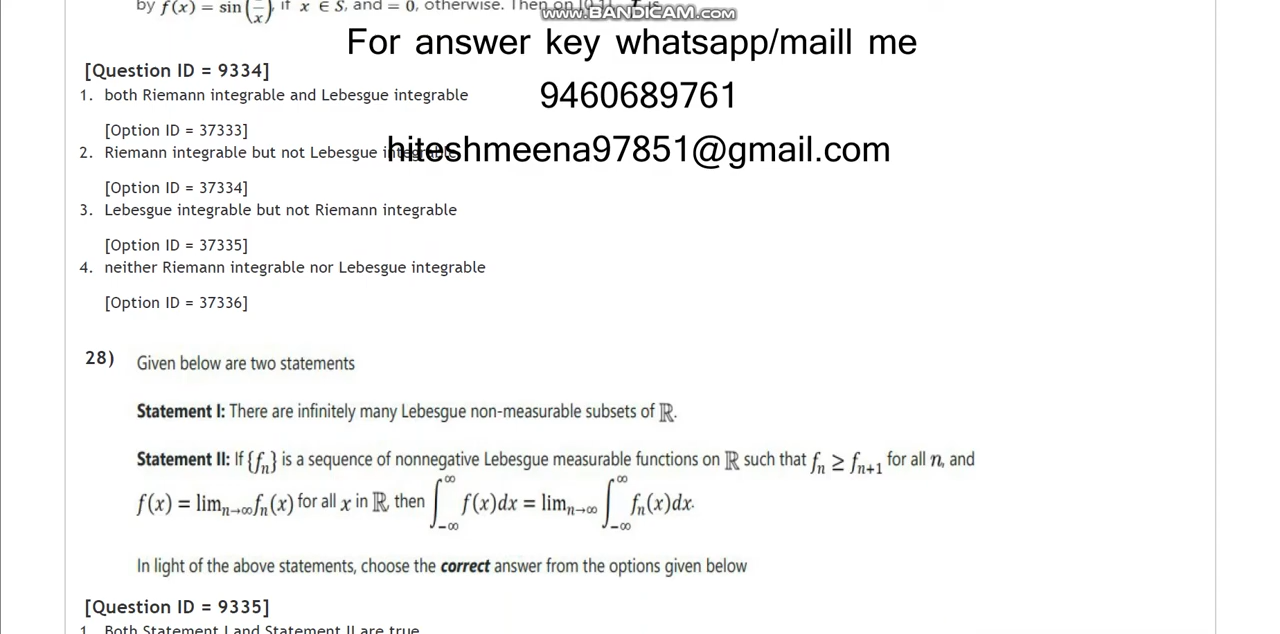 by f(x) = sin(–/x), if x ∈ S, and = 0, otherwise. Then on
www.BANDICAM.com
For answer key whatsapp/maill me
[Question ID = 9334]
1. both Riemann integrable and Lebesgue integrable
9460689761
[Option ID = 37333]
2. Riemann integrable but not Lebesgue integrable
hiteshmeena97851@gmail.com
[Option ID = 37334]
3. Lebesgue integrable but not Riemann integrable
[Option ID = 37335]
4. neither Riemann integrable nor Lebesgue integrable
[Option ID = 37336]
28) Given below are two statements
Statement I: There are infinitely many Lebesgue non-measurable subsets of ℝ.
Statement II: If {fₙ} is a sequence of nonnegative Lebesgue measurable functions on ℝ such that fₙ ≥ fₙ₊₁ for all n, and
f(x) = limₙ→∞ fₙ(x) for all x in ℝ, then ∫_{-∞}^{∞} f(x)dx = limₙ→∞ ∫_{-∞}^{∞} fₙ(x)dx.
In light of the above statements, choose the correct answer from the options given below
[Question ID = 9335]
1. Both Statement I and Statement II are true